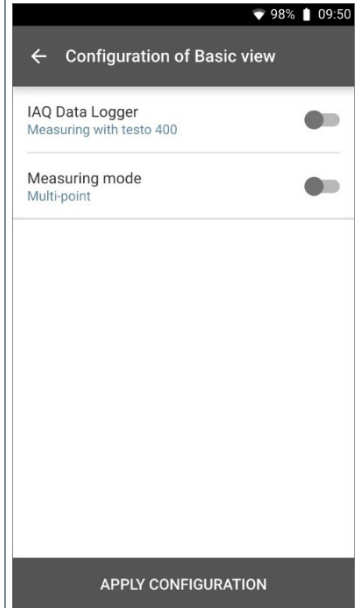 98% 09:50
Configuration of Basic view
IAQ Data Logger
Measuring with testo 400
Measuring mode
Multi-point
APPLY CONFIGURATION